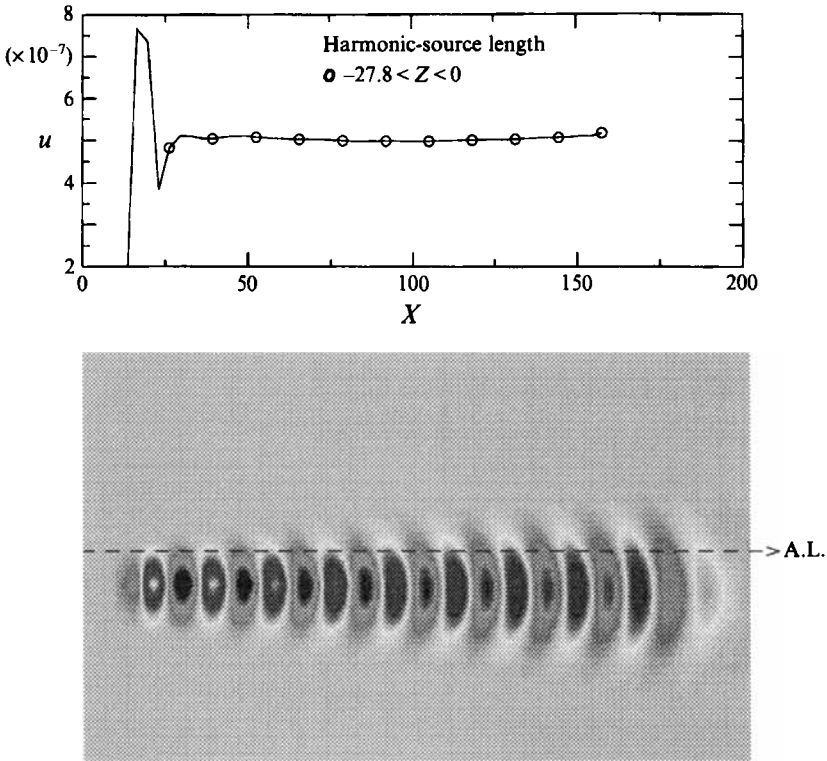 8
(× 10⁻⁷)
6
u
4
2
Harmonic-source length
o −27.8 < Z < 0
0
50
100
150
200
X
A.L.